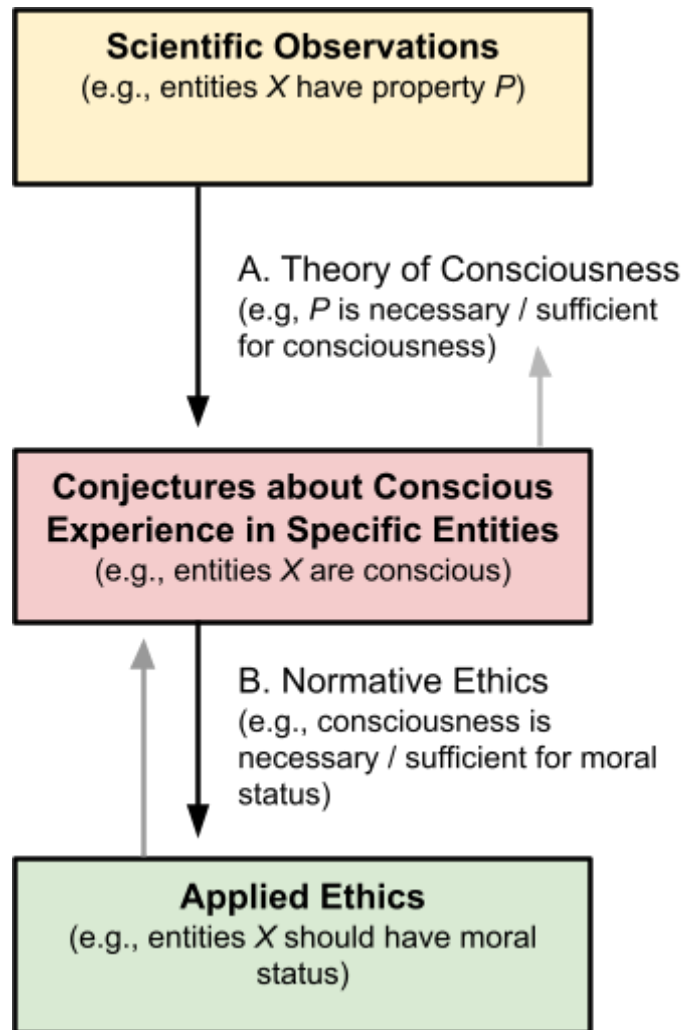 Scientific Observations
(e.g., entities X have property P)
A. Theory of Consciousness
(e.g, P is necessary / sufficient
for consciousness)
Conjectures about Conscious
Experience in Specific Entities
(e.g., entities X are conscious)
B. Normative Ethics
(e.g., consciousness is
necessary / sufficient for moral
status)
Applied Ethics
(e.g., entities X should have moral
status)